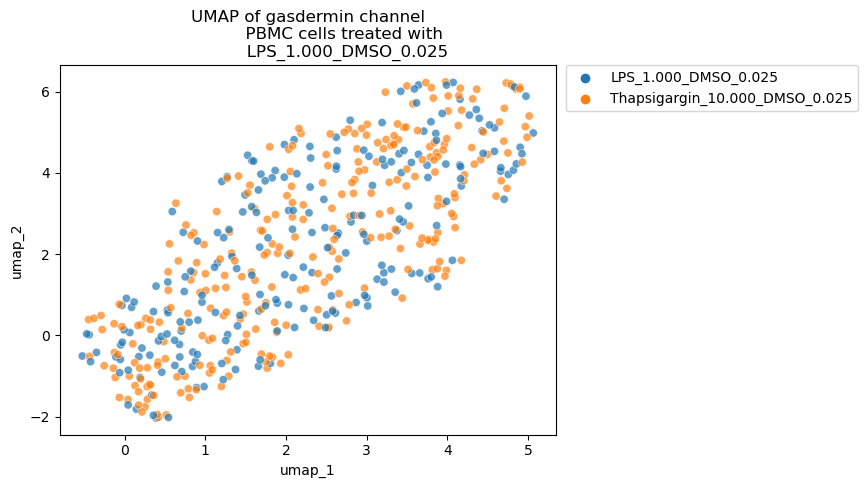 UMAP of gasdermin channel
PBMC cells treated with
LPS_1.000_DMSO_0.025
LPS_1.000_DMSO_0.025
Thapsigargin_10.000_DMSO_0.025
6
4
2
0
−2
umap_2
0 1 2 3 4 5
umap_1